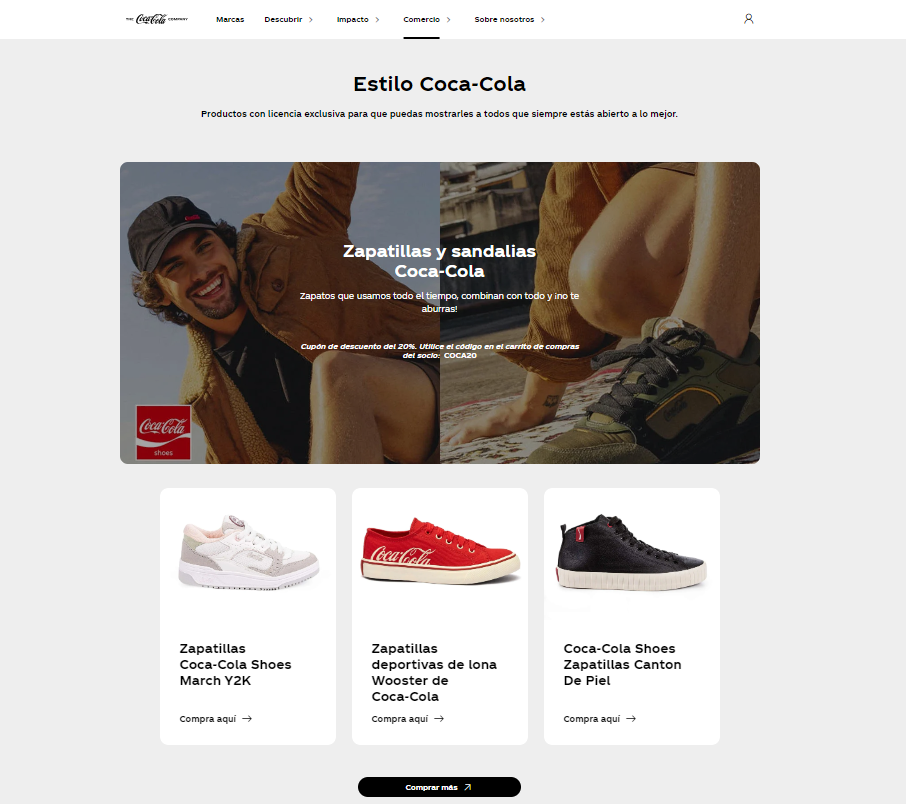 THE Coca-Cola COMPANY
Marcas
Descubrir
Impacto
Comercio
Sobre nosotros
Estilo Coca-Cola
Productos con licencia exclusiva para que puedas mostrarles a todos que siempre estás abierto a lo mejor.
Zapatillas y sandalias
Coca-Cola
Zapatos que usamos todo el tiempo, combinan con todo y ¡no te
aburras!
Cupón de descuento del 20%. Utilice el código en el carrito de compras
del socio: COCA20
Coca-Cola
shoes
Coca-Cola
Zapatillas
Coca-Cola Shoes
March Y2K
Compra aquí
Zapatillas
deportivas de lona
Wooster de
Coca-Cola
Compra aquí
Coca-Cola Shoes
Zapatillas Canton
De Piel
Compra aquí
Comprar más